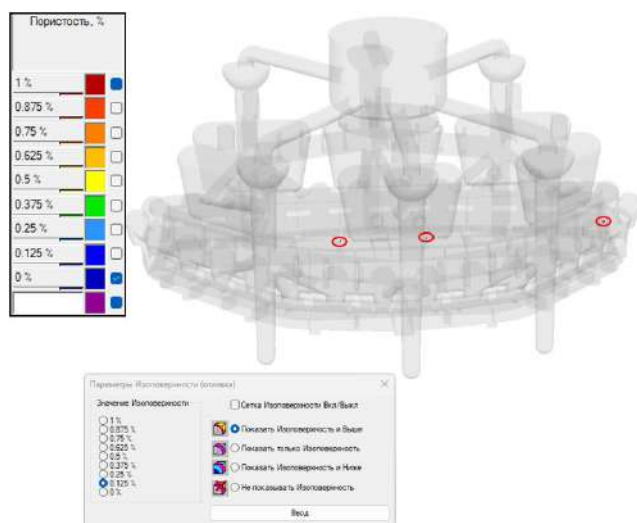 Пористость, %
1 %
0.875 %
0.75 %
0.625 %
0.5 %
0.375 %
0.25 %
0.125 %
0 %
Параметры Изоповерхности (отливка)
Значение Изоповерхности
1 %
0.875 %
0.75 %
0.625 %
0.5 %
0.375 %
0.25 %
0.125 %
0 %
Сетка Изоповерхности Вкл/Выкл
Показать Изоповерхность и Выше
Показать только Изоповерхность
Показать Изоповерхность и Ниже
Не показывать Изоповерхность
Ввод